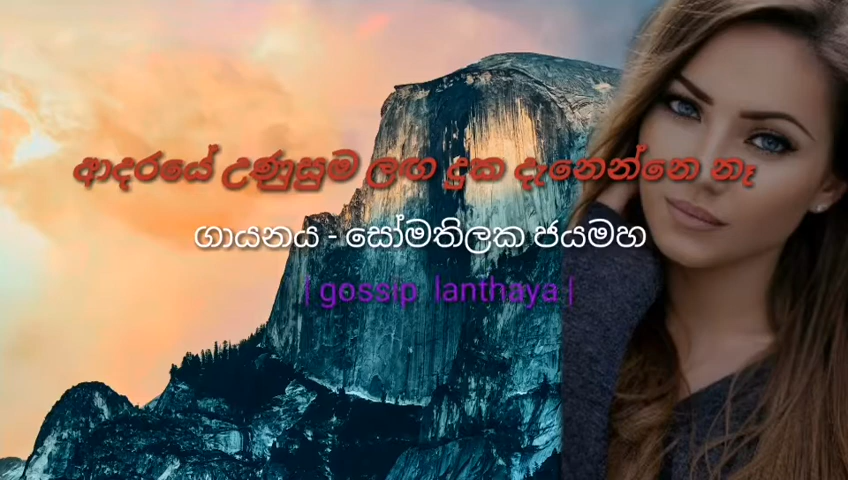 ආදරයේ උණුසුම ලඟ දුක දැනෙන්නෙ නෑ
ගායනය - සෝමතිලක ජයමහ
| gossip lanthaya |